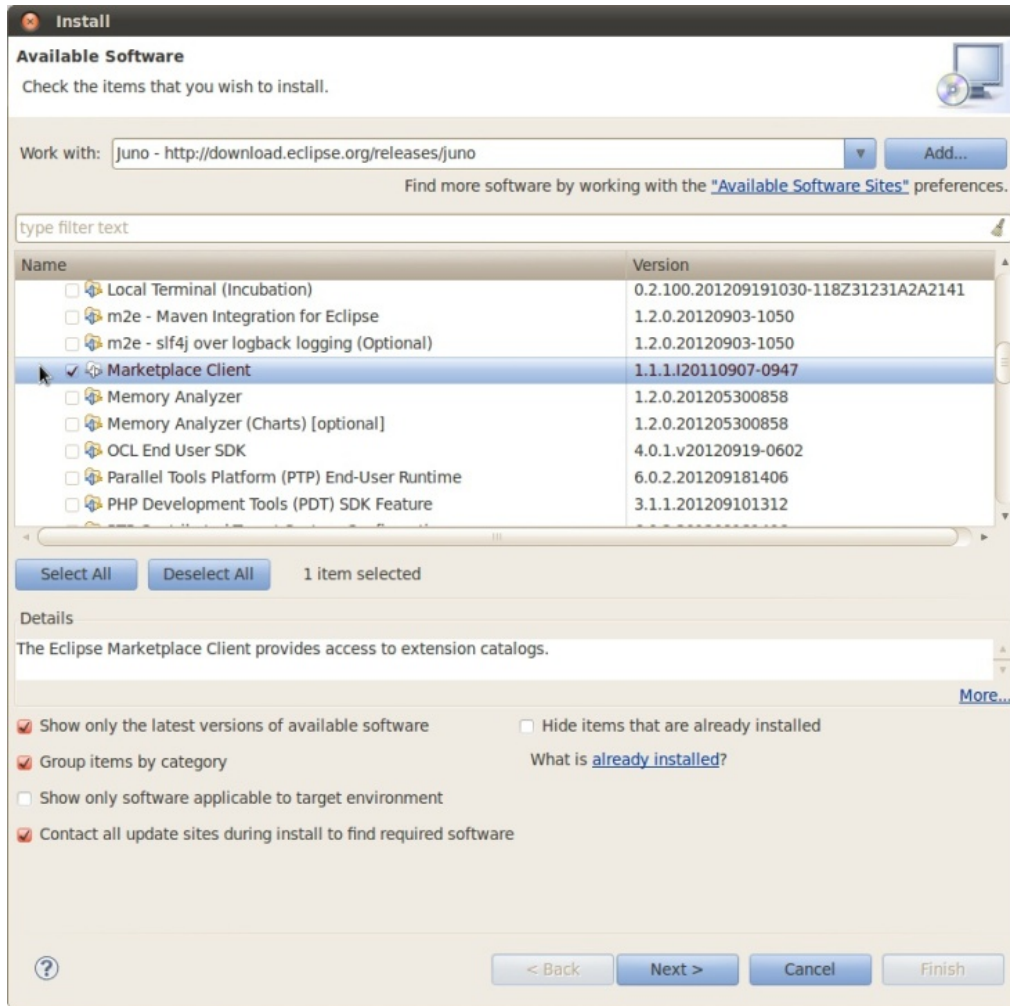 Install
Available Software
Check the items that you wish to install.
Work with: Juno - http://download.eclipse.org/releases/juno Add...
Find more software by working with the "Available Software Sites" preferences.
type filter text
Name Version
Local Terminal (Incubation) 0.2.100.201209191030-118Z31231A2A2141
m2e - Maven Integration for Eclipse 1.2.0.20120903-1050
m2e - slf4j over logback logging (Optional) 1.2.0.20120903-1050
Marketplace Client 1.1.1.I20110907-0947
Memory Analyzer 1.2.0.201205300858
Memory Analyzer (Charts) [optional] 1.2.0.201205300858
OCL End User SDK 4.0.1.v20120919-0602
Parallel Tools Platform (PTP) End-User Runtime 6.0.2.201209181406
PHP Development Tools (PDT) SDK Feature 3.1.1.201209101312
Select All Deselect All 1 item selected
Details
The Eclipse Marketplace Client provides access to extension catalogs.
More...
Show only the latest versions of available software Hide items that are already installed
Group items by category What is already installed?
Show only software applicable to target environment
Contact all update sites during install to find required software
? < Back Next > Cancel Finish